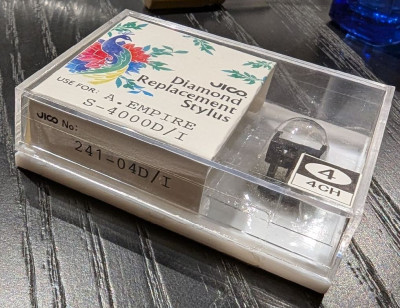 JICO
Diamond
Replacement
Stylus
USE FOR: A.EMPIRE
S-4000D/I
JICO No:
241-04D/I
4
4CH